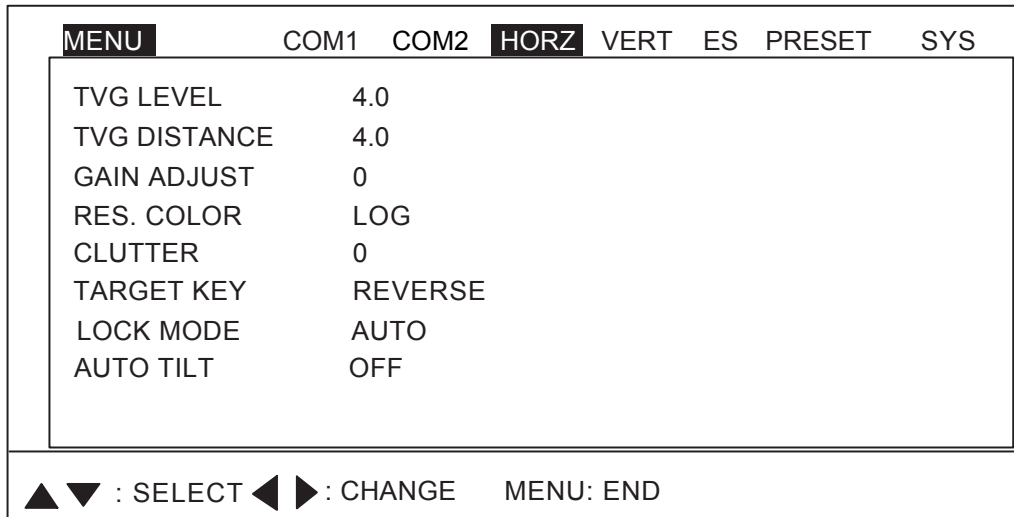 MENU COM1 COM2 HORZ VERT ES PRESET SYS
TVG LEVEL 4.0
TVG DISTANCE 4.0
GAIN ADJUST 0
RES. COLOR LOG
CLUTTER 0
TARGET KEY REVERSE
LOCK MODE AUTO
AUTO TILT OFF
▲ ▼ : SELECT ◀ ▶ : CHANGE MENU: END